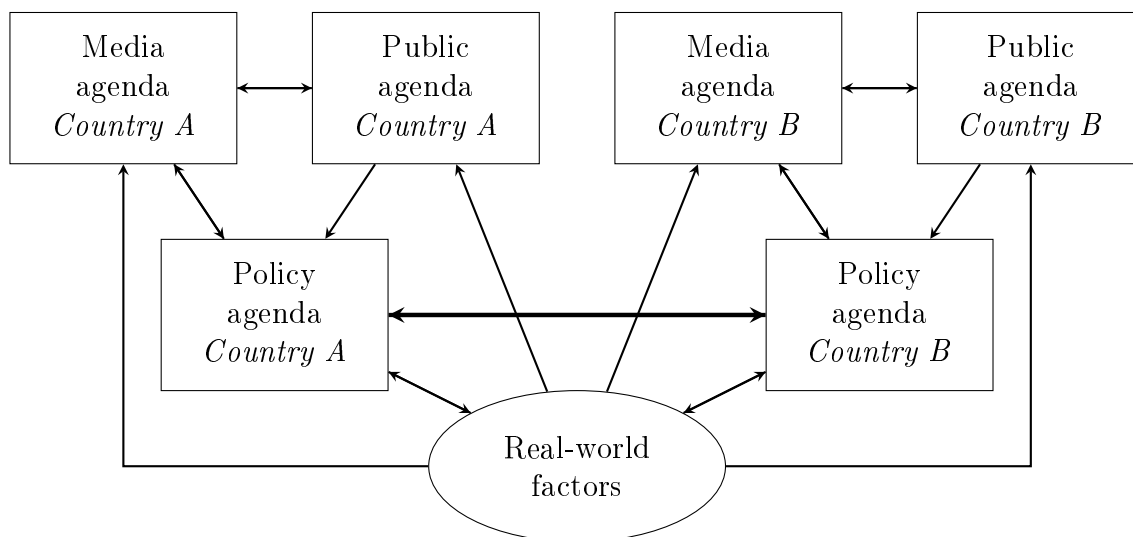 Media
agenda
Country A
Public
agenda
Country A
Media
agenda
Country B
Public
agenda
Country B
Policy
agenda
Country A
Policy
agenda
Country B
Real-world
factors